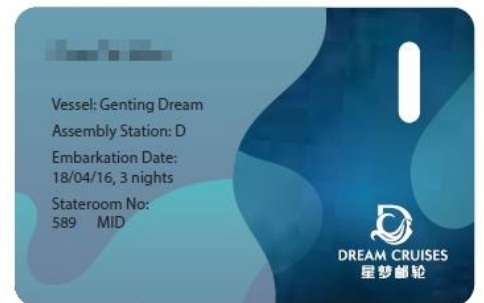 Vessel: Genting Dream
Assembly Station: D
Embarkation Date:
18/04/16, 3 nights
Stateroom No:
589 MID
DREAM CRUISES
星梦邮轮